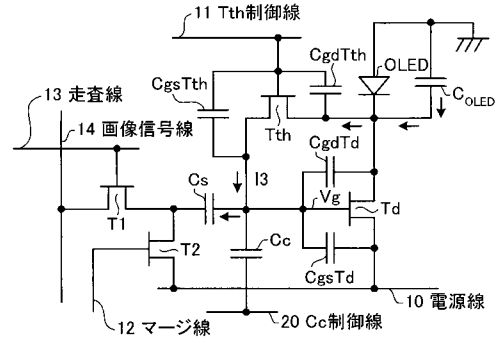 11 Tth制御線
CgdTth
OLED
CgsTth
C OLED
13 走査線
14 画像信号線
Tth
CgdTd
I3
Cs
Vg
Td
T1
T2
Cc
CgsTd
10 電源線
12 マージ線
20 Cc制御線